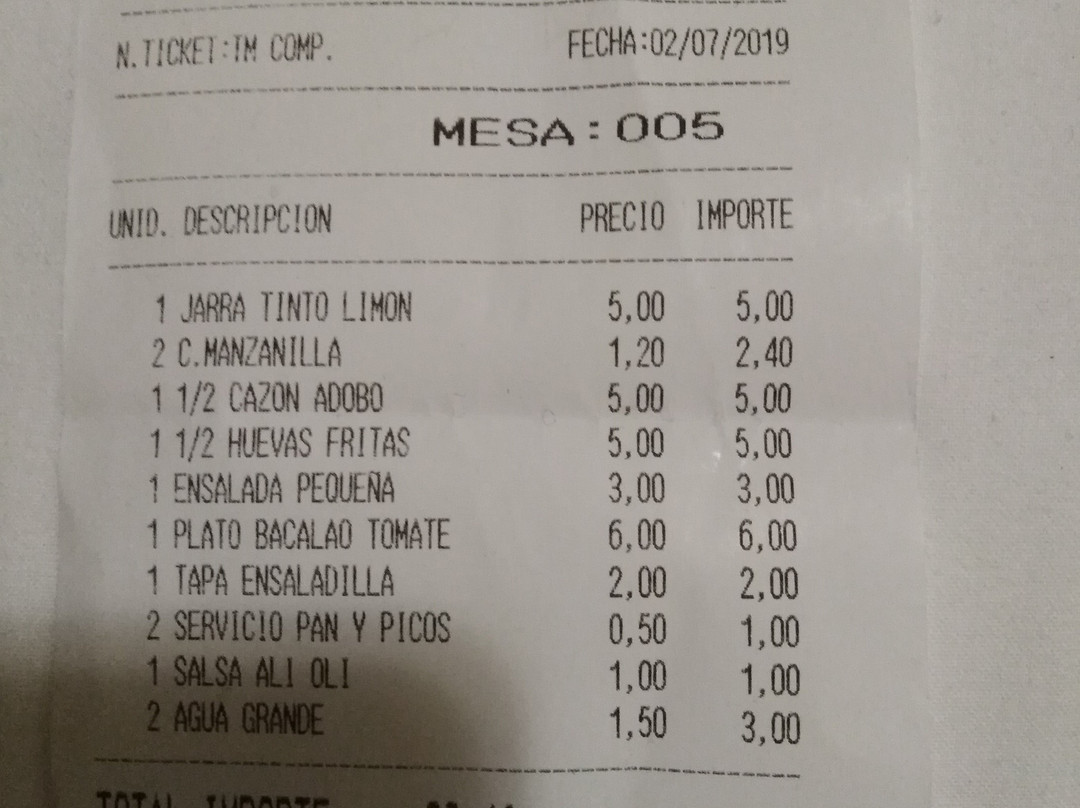 N.TICKET:TM COMP. FECHA:02/07/2019
MESA:005
UNID. DESCRIPCION PRECIO IMPORTE
1 JARRA TINTO LIMON 5,00 5,00
2 C.MANZANILLA 1,20 2,40
1 1/2 CAZON ADOBO 5,00 5,00
1 1/2 HUEVAS FRITAS 5,00 5,00
1 ENSALADA PEQUEÑA 3,00 3,00
1 PLATO BACALAO TOMATE 6,00 6,00
1 TAPA ENSALADILLA 2,00 2,00
2 SERVICIO PAN Y PICOS 0,50 1,00
1 SALSA ALI OLI 1,00 1,00
2 AGUA GRANDE 1,50 3,00
TOTAL IMPORTE